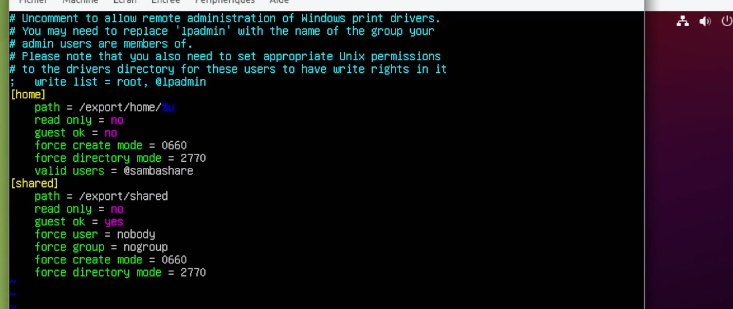 Fichier Machine Écran Entrée Périphériques Aide
# Uncomment to allow remote administration of Windows print drivers.
# You may need to replace 'lpadmin' with the name of the group your
# admin users are members of.
# Please note that you also need to set appropriate Unix permissions
# to the drivers directory for these users to have write rights in it
;   write list = root, @lpadmin
[home]
    path = /export/home/%u
    read only = no
    guest ok = no
    force create mode = 0660
    force directory mode = 2770
    valid users = @sambashare
[shared]
    path = /export/shared
    read only = no
    guest ok = yes
    force user = nobody
    force group = nogroup
    force create mode = 0660
    force directory mode = 2770
~
~
~